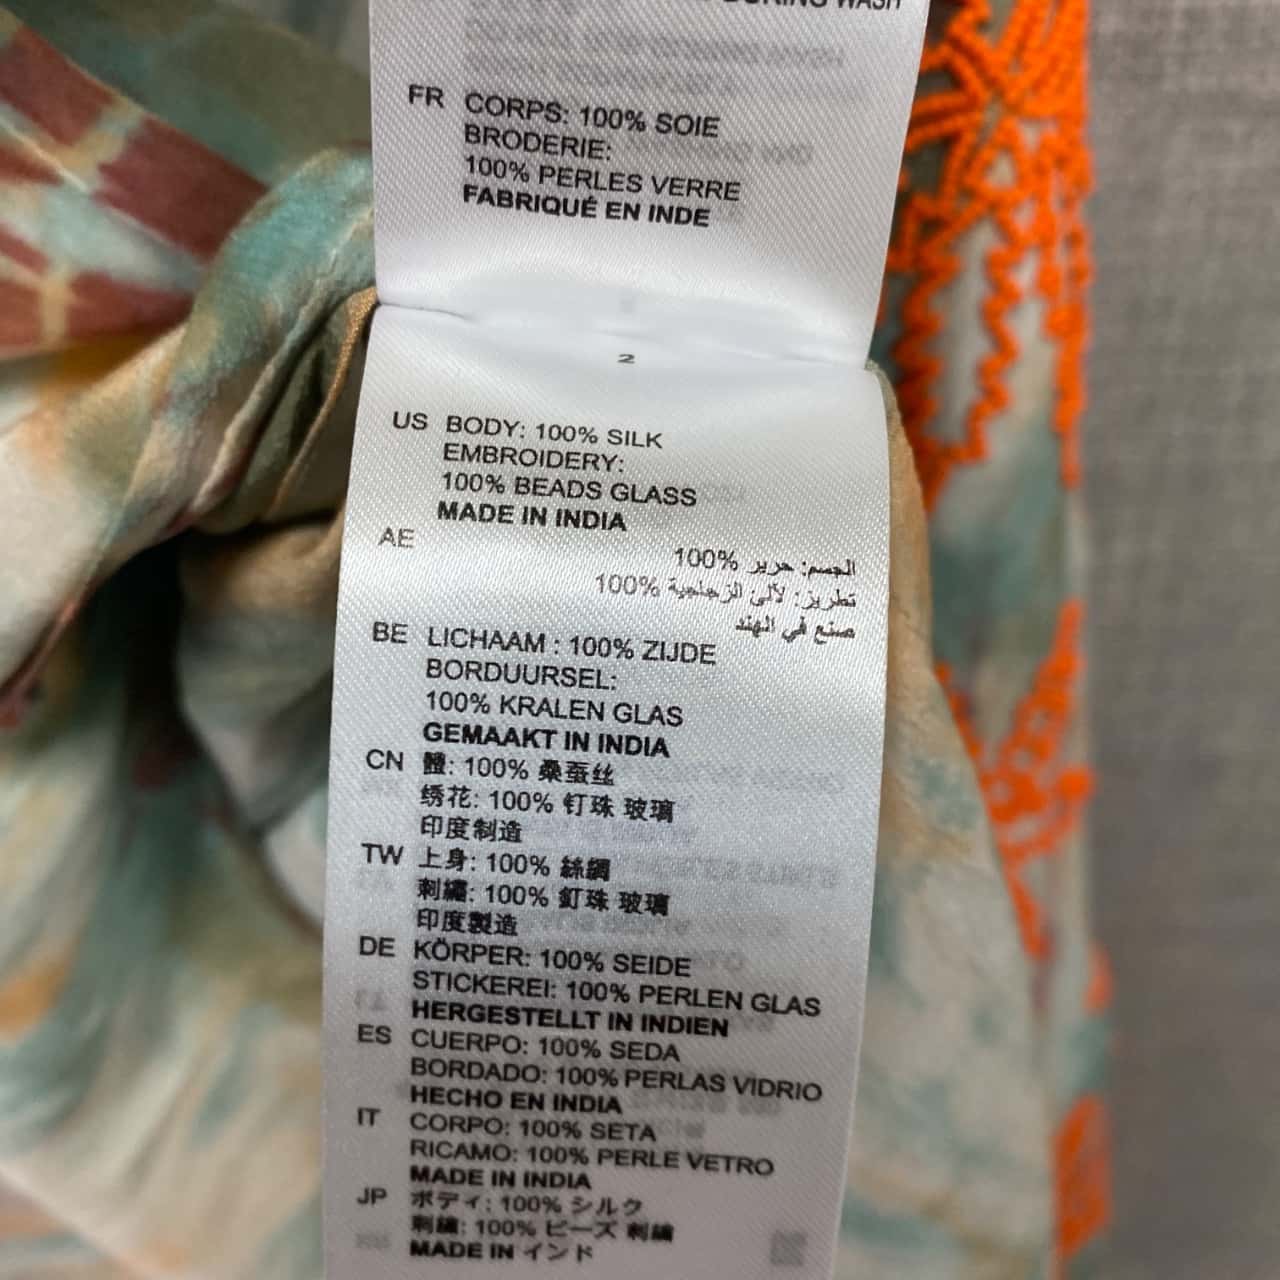 DURING WASH
FR CORPS: 100% SOIE
BRODERIE:
100% PERLES VERRE
FABRIQUÉ EN INDE
2
US BODY: 100% SILK
EMBROIDERY:
100% BEADS GLASS
MADE IN INDIA
AE
الجسم: حرير 100%
تطريز: لآلئ الزجاجية 100%
صنع في الهند
BE LICHAAM : 100% ZIJDE
BORDUURSEL:
100% KRALEN GLAS
GEMAAKT IN INDIA
CN 體: 100% 桑蚕丝
绣花: 100% 钉珠 玻璃
印度制造
TW 上身: 100% 絲綢
刺繡: 100% 釘珠 玻璃
印度製造
DE KÖRPER: 100% SEIDE
STICKEREI: 100% PERLEN GLAS
HERGESTELLT IN INDIEN
ES CUERPO: 100% SEDA
BORDADO: 100% PERLAS VIDRIO
HECHO EN INDIA
IT CORPO: 100% SETA
RICAMO: 100% PERLE VETRO
MADE IN INDIA
JP ボディ: 100% シルク
刺繍: 100% ビーズ 刺繍
MADE IN インド